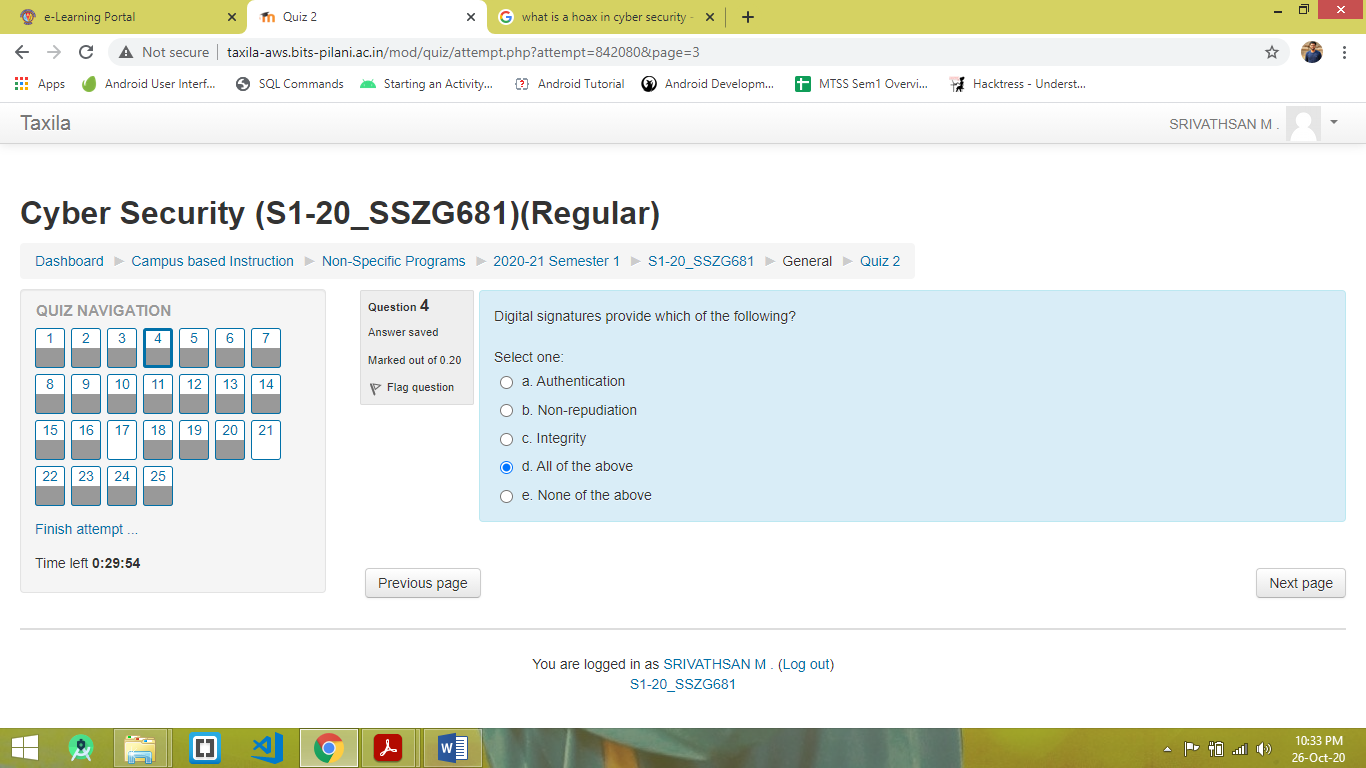 e-Learning Portal
Quiz 2
what is a hoax in cyber security -
Not secure
taxila-aws.bits-pilani.ac.in/mod/quiz/attempt.php?attempt=842080&page=3
Apps
Android User Interf...
SQL Commands
Starting an Activity...
Android Tutorial
Android Developm...
MTSS Sem1 Overvi...
Hacktress - Underst...
Taxila
SRIVATHSAN M .
Cyber Security (S1-20_SSZG681)(Regular)
Dashboard ► Campus based Instruction ► Non-Specific Programs ► 2020-21 Semester 1 ► S1-20_SSZG681 ► General ► Quiz 2
QUIZ NAVIGATION
1 2 3 4 5 6 7
8 9 10 11 12 13 14
15 16 17 18 19 20 21
22 23 24 25
Finish attempt ...
Time left 0:29:54
Question 4
Answer saved
Marked out of 0.20
Flag question
Digital signatures provide which of the following?
Select one:
a. Authentication
b. Non-repudiation
c. Integrity
d. All of the above
e. None of the above
Previous page
Next page
You are logged in as SRIVATHSAN M . (Log out)
S1-20_SSZG681
10:33 PM
26-Oct-20